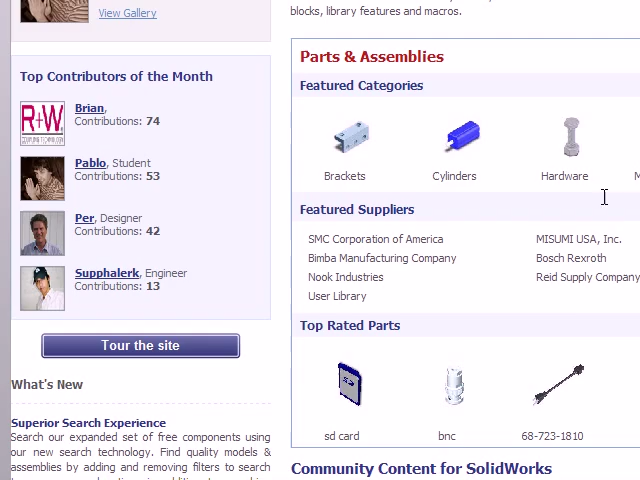 View Gallery
Top Contributors of the Month
R+W
Brian,
Contributions: 74
Pablo, Student
Contributions: 53
Per, Designer
Contributions: 42
Supphalerk, Engineer
Contributions: 13
Tour the site
What's New
Superior Search Experience
Search our expanded set of free components using
our new search technology. Find quality models &
assemblies by adding and removing filters to search
blocks, library features and macros.
Parts & Assemblies
Featured Categories
Brackets
Cylinders
Hardware
Featured Suppliers
SMC Corporation of America
MISUMI USA, Inc.
Bimba Manufacturing Company
Bosch Rexroth
Nook Industries
Reid Supply Company
User Library
Top Rated Parts
sd card
bnc
68-723-1810
Community Content for SolidWorks